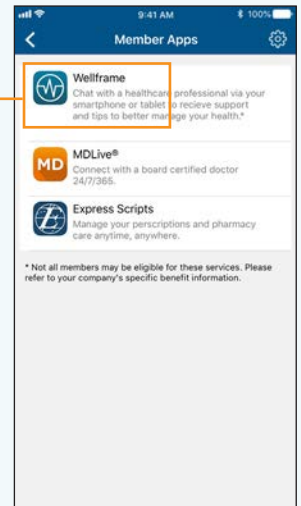 9:41 AM 100%
Member Apps
Wellframe
Chat with a healthcare professional via your
smartphone or tablet to recieve support
and tips to better manage your health.*
MD
MDLive®
Connect with a board certified doctor
24/7/365.
Express Scripts
Manage your perscriptions and pharmacy
care anytime, anywhere.
* Not all members may be eligible for these services. Please
refer to your company's specific benefit information.